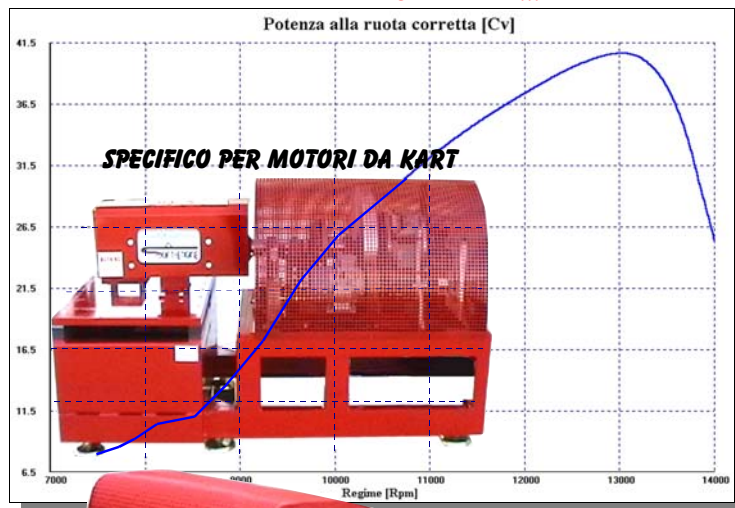 Potenza alla ruota corretta [Cv]
41.5
36.5
31.5
SPECIFICO PER MOTORI DA KART
26.5
21.5
16.5
11.5
6.5
7000 9000 10000 11000 12000 13000 14000
Regime [Rpm]